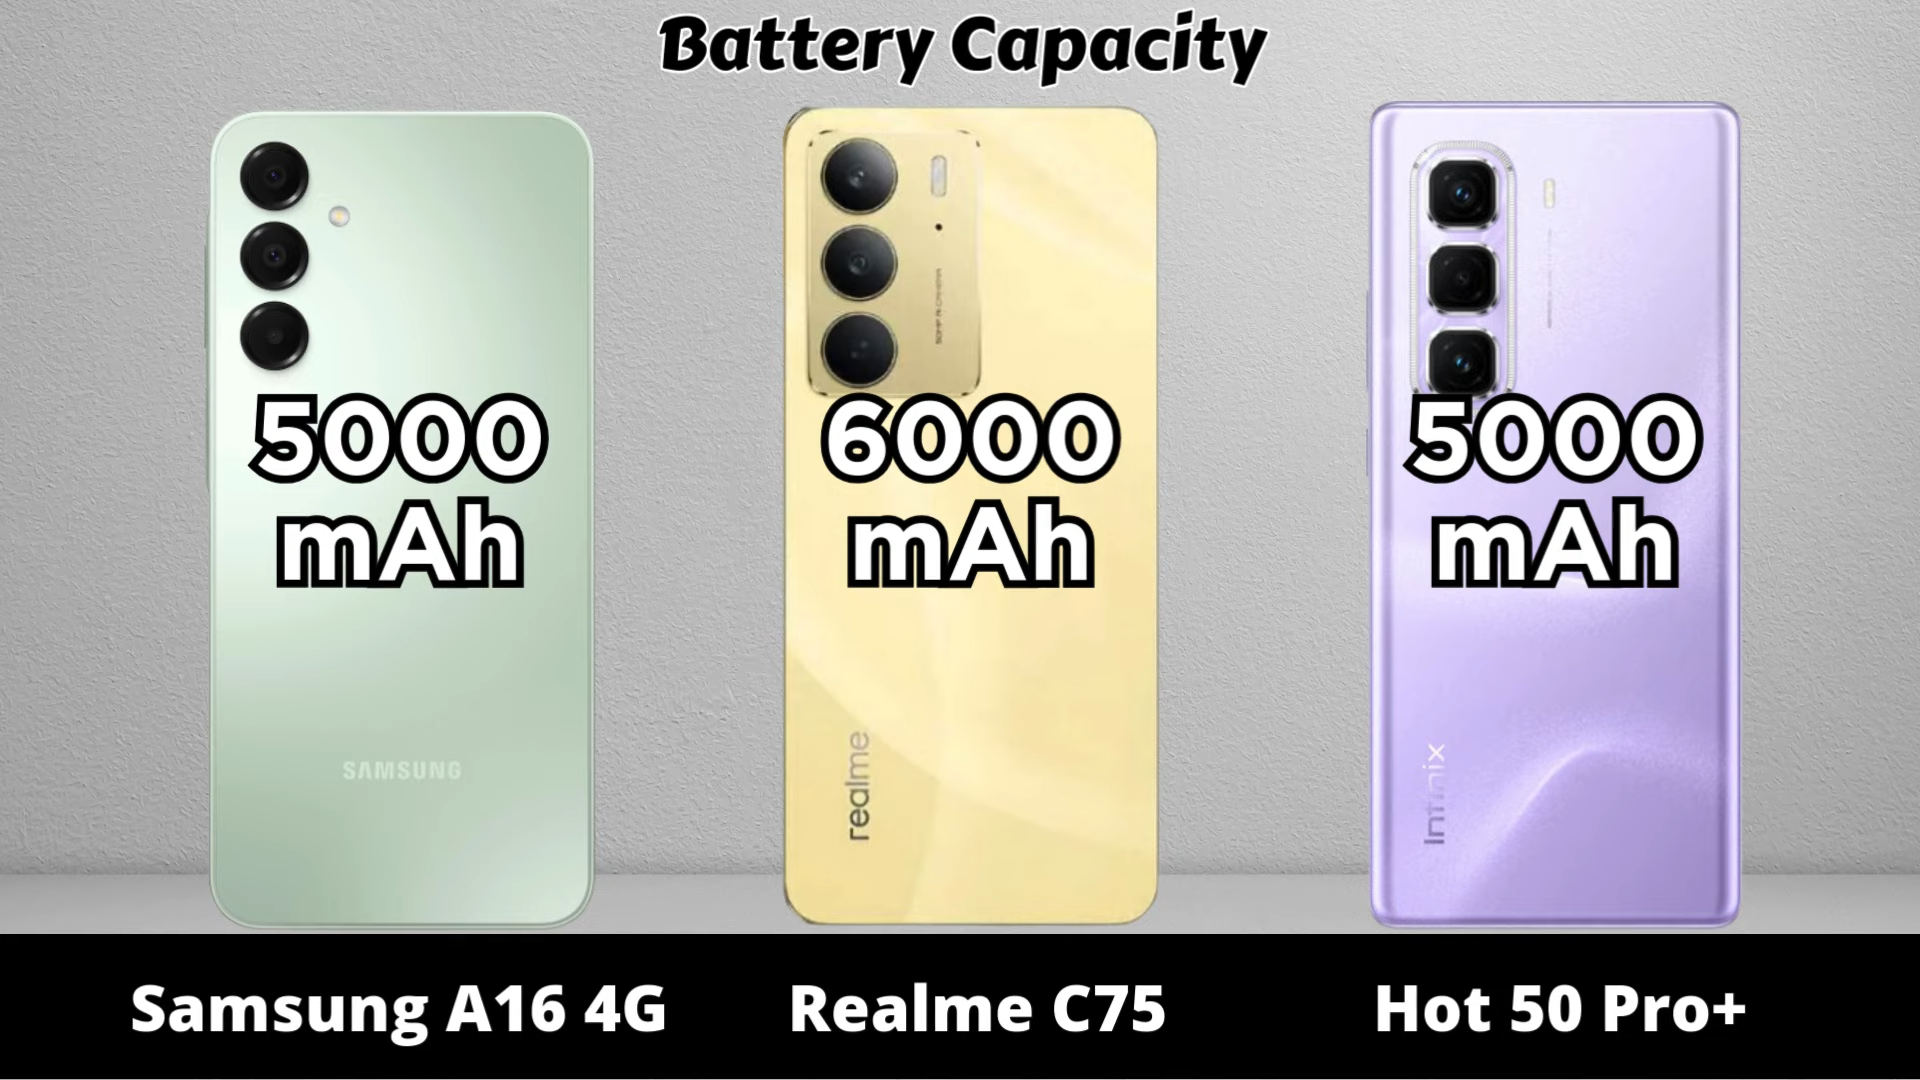 Battery Capacity
5000
mAh
6000
mAh
5000
mAh
SAMSUNG
realme
Infinix
Samsung A16 4G
Realme C75
Hot 50 Pro+